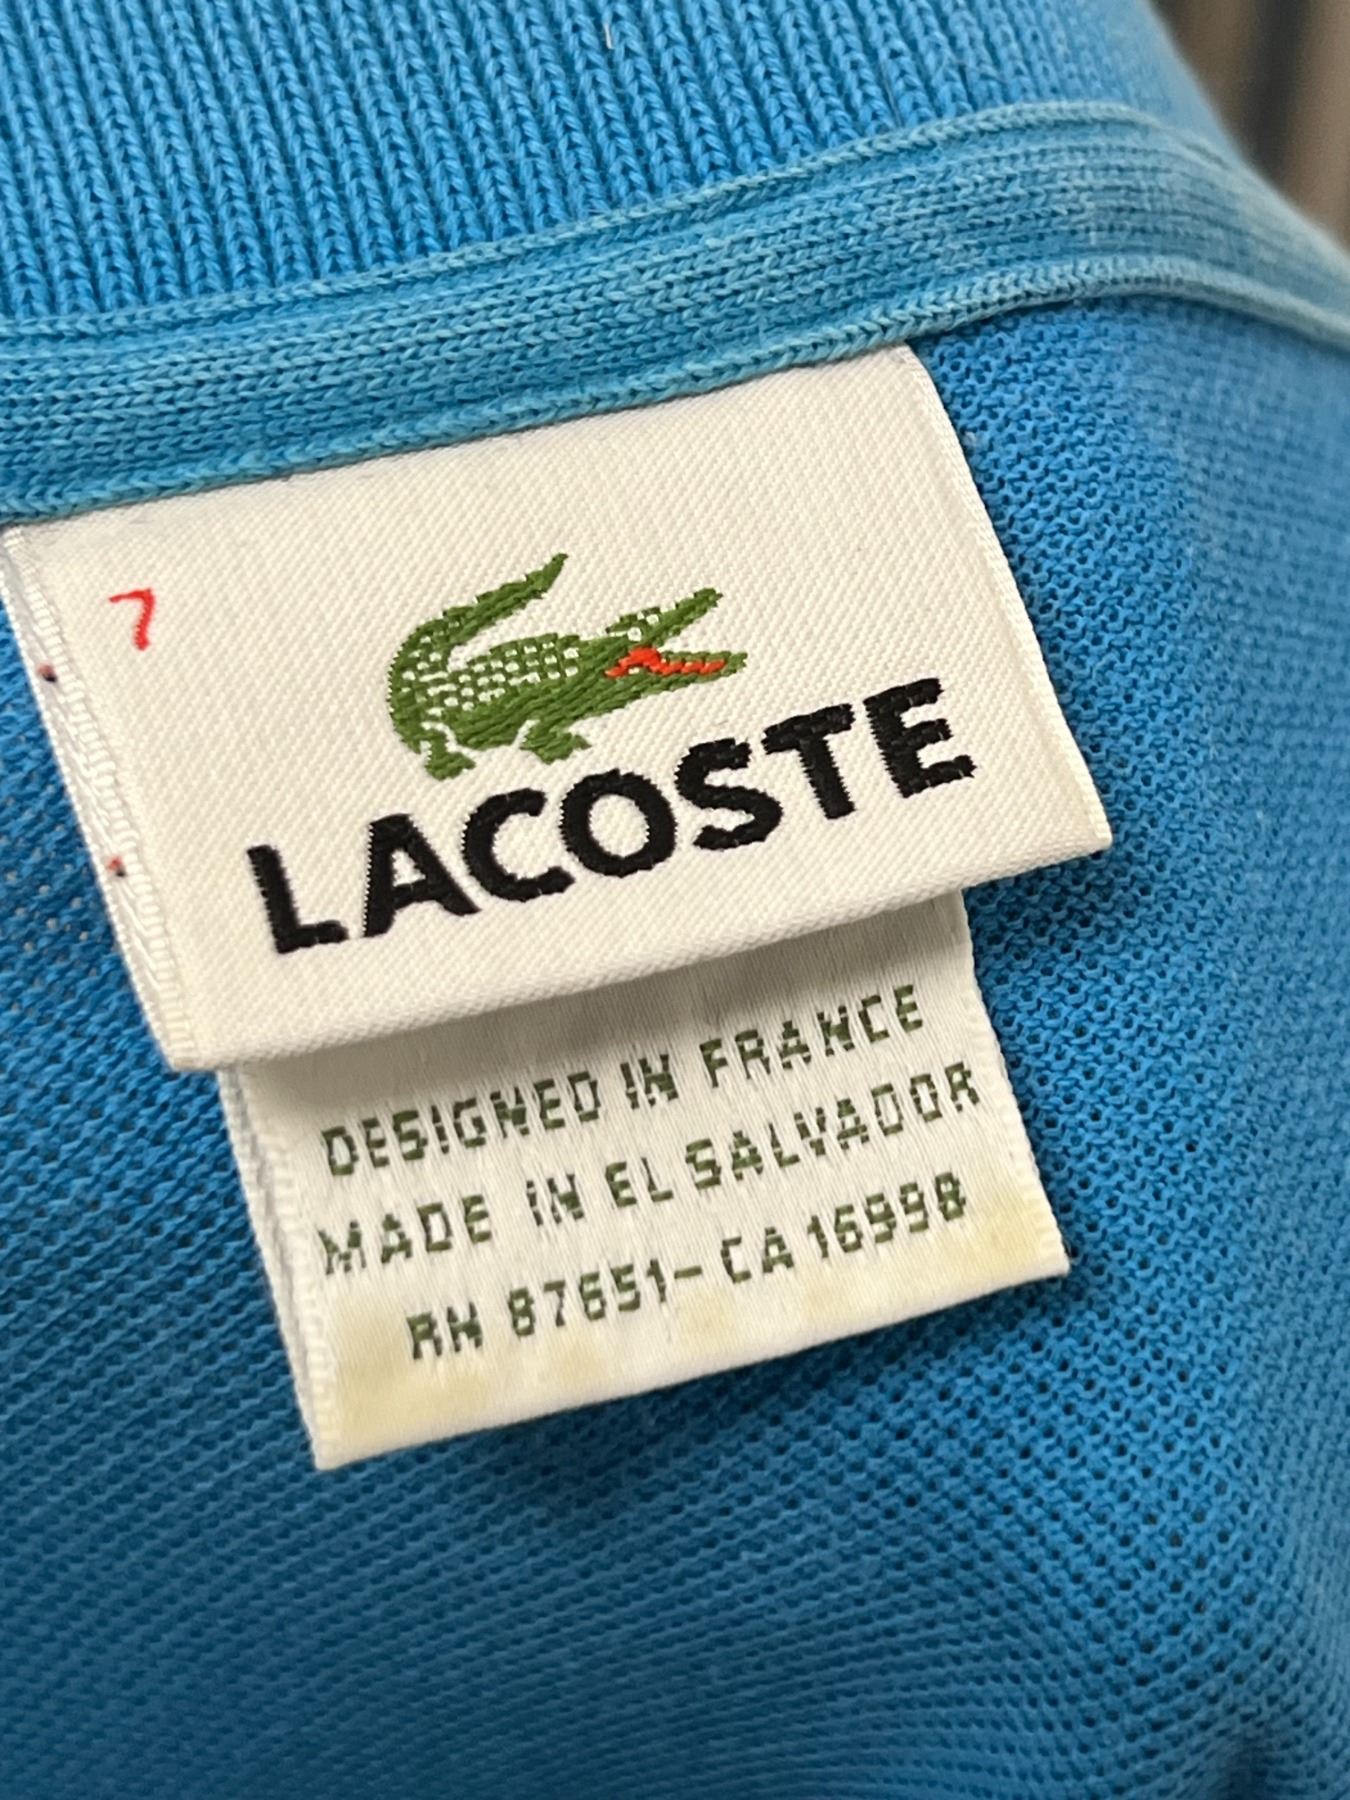 7
LACOSTE
DESIGNED IN FRANCE
MADE IN EL SALVADOR
RN 87651-CA 16998